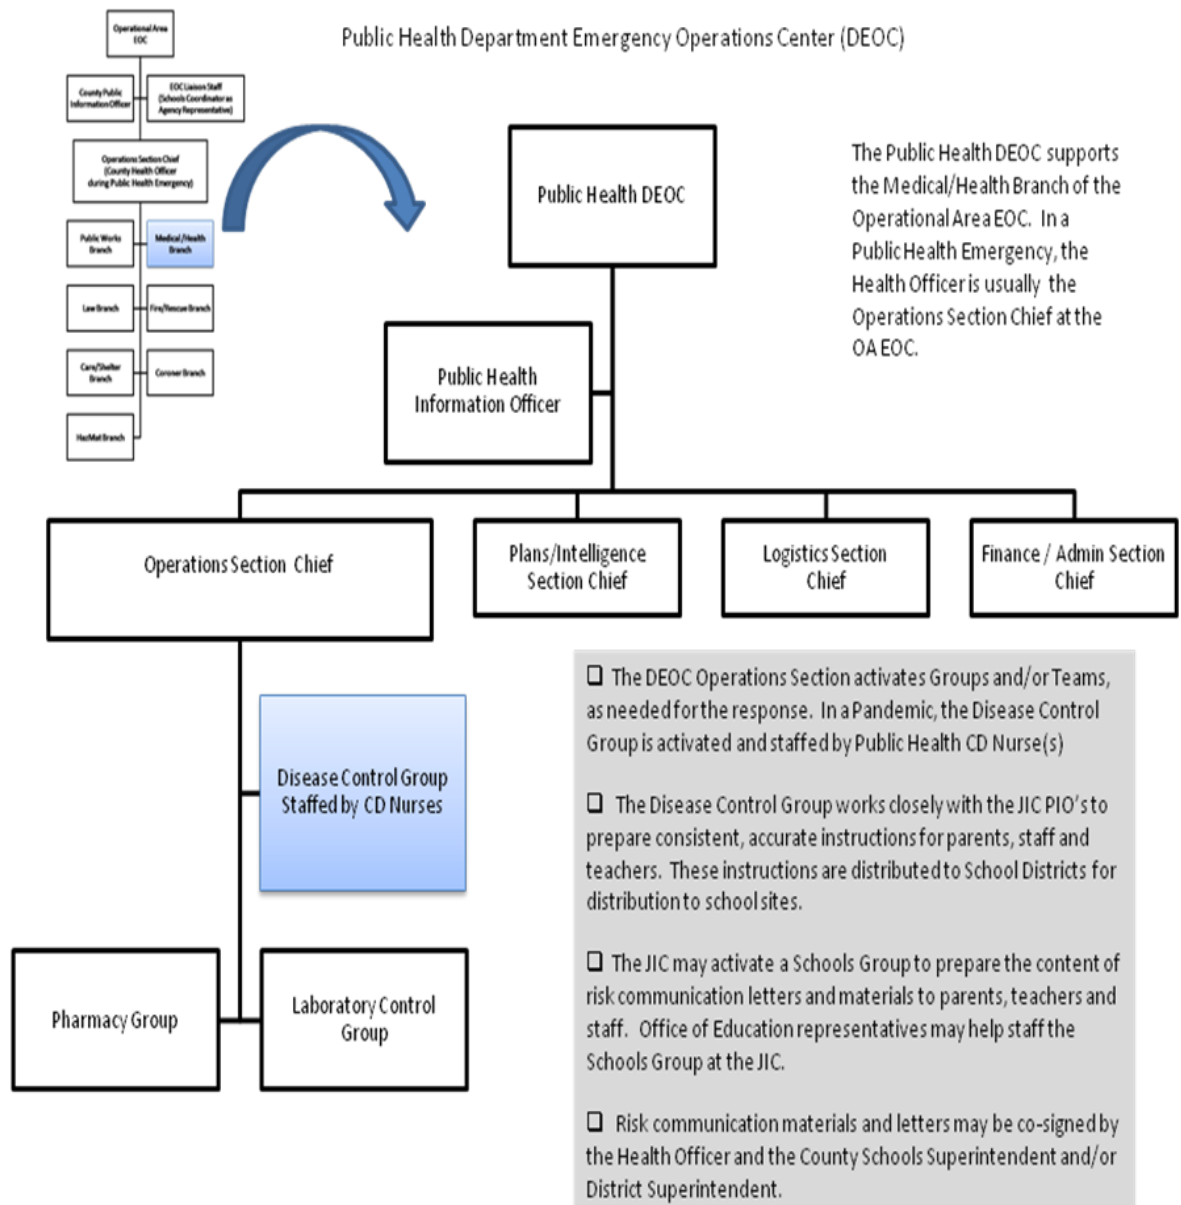 Public Health Department Emergency Operations Center (DEOC)
Operational Area
EOC
County Public
Information Officer
EOC Liaison Staff
(Schools Coordinator as
Agency Representative)
Operations Section Chief
(County Health Officer
during Public Health Emergency)
Public Works
Branch
Medical /Health
Branch
Law Branch
Fire/Rescue Branch
Care/Shelter
Branch
Coroner Branch
HazMat Branch
Public Health DEOC
The Public Health DEOC supports
the Medical/Health Branch of the
Operational Area EOC. In a
Public Health Emergency, the
Health Officer is usually the
Operations Section Chief at the
OA EOC.
Public Health
Information Officer
Operations Section Chief
Plans/Intelligence
Section Chief
Logistics Section
Chief
Finance / Admin Section
Chief
Disease Control Group
Staffed by CD Nurses
Pharmacy Group
Laboratory Control
Group
❑ The DEOC Operations Section activates Groups and/or Teams,
as needed for the response. In a Pandemic, the Disease Control
Group is activated and staffed by Public Health CD Nurse(s)
❑ The Disease Control Group works closely with the JIC PIO's to
prepare consistent, accurate instructions for parents, staff and
teachers. These instructions are distributed to School Districts for
distribution to school sites.
❑ The JIC may activate a Schools Group to prepare the content of
risk communication letters and materials to parents, teachers and
staff. Office of Education representatives may help staff the
Schools Group at the JIC.
❑ Risk communication materials and letters may be co-signed by
the Health Officer and the County Schools Superintendent and/or
District Superintendent.